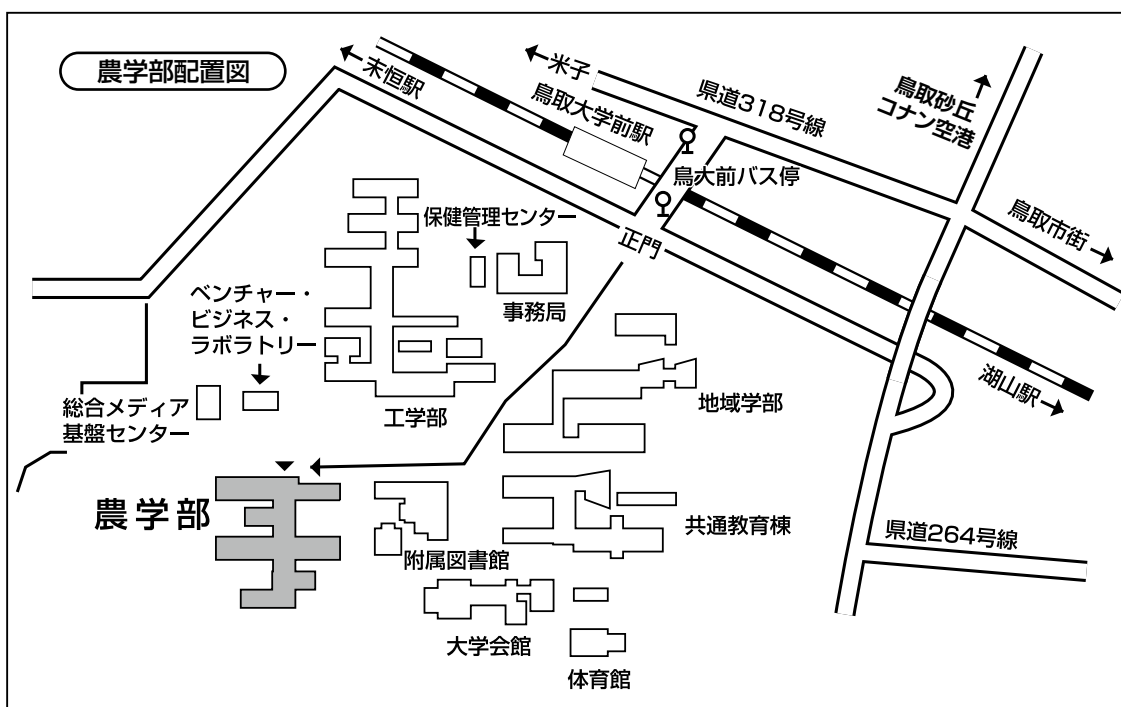 農学部配置図
末恒駅
米子
鳥取大学前駅
県道318号線
鳥取砂丘
コナン空港
鳥大前バス停
鳥取市街
保健管理センター
正門
事務局
ベンチャー・
ビジネス・
ラボラトリー
湖山駅
総合メディア
基盤センター
工学部
地域学部
農学部
共通教育棟
県道264号線
附属図書館
大学会館
体育館